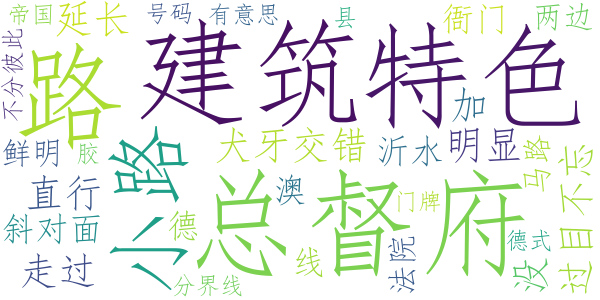 帝国
延长
号码
有意思
县
衙门
两边
不分彼此
路
建筑特色
加
鲜明
胶
小路
犬牙交错
沂水
明显
马路
过目不忘
直行
总督府
澳
门牌
斜对面
德
线
法院
德式
没
走过
分界线